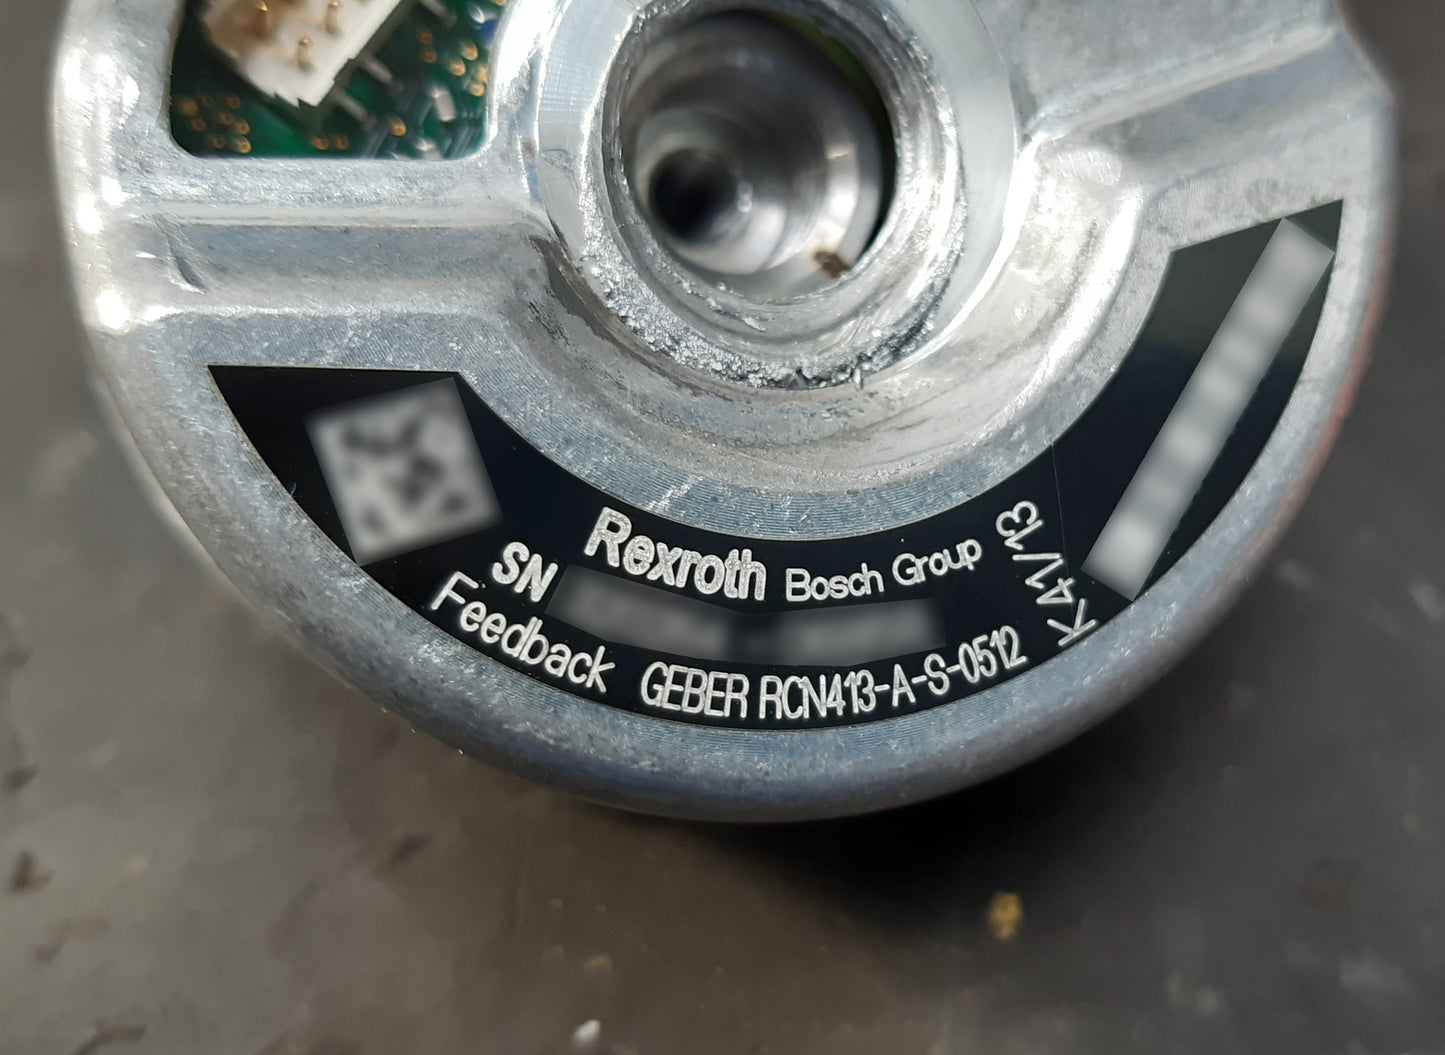 Rexroth Bosch Group
SN
Feedback GEBER RCN413-A-S-0512
K41/13